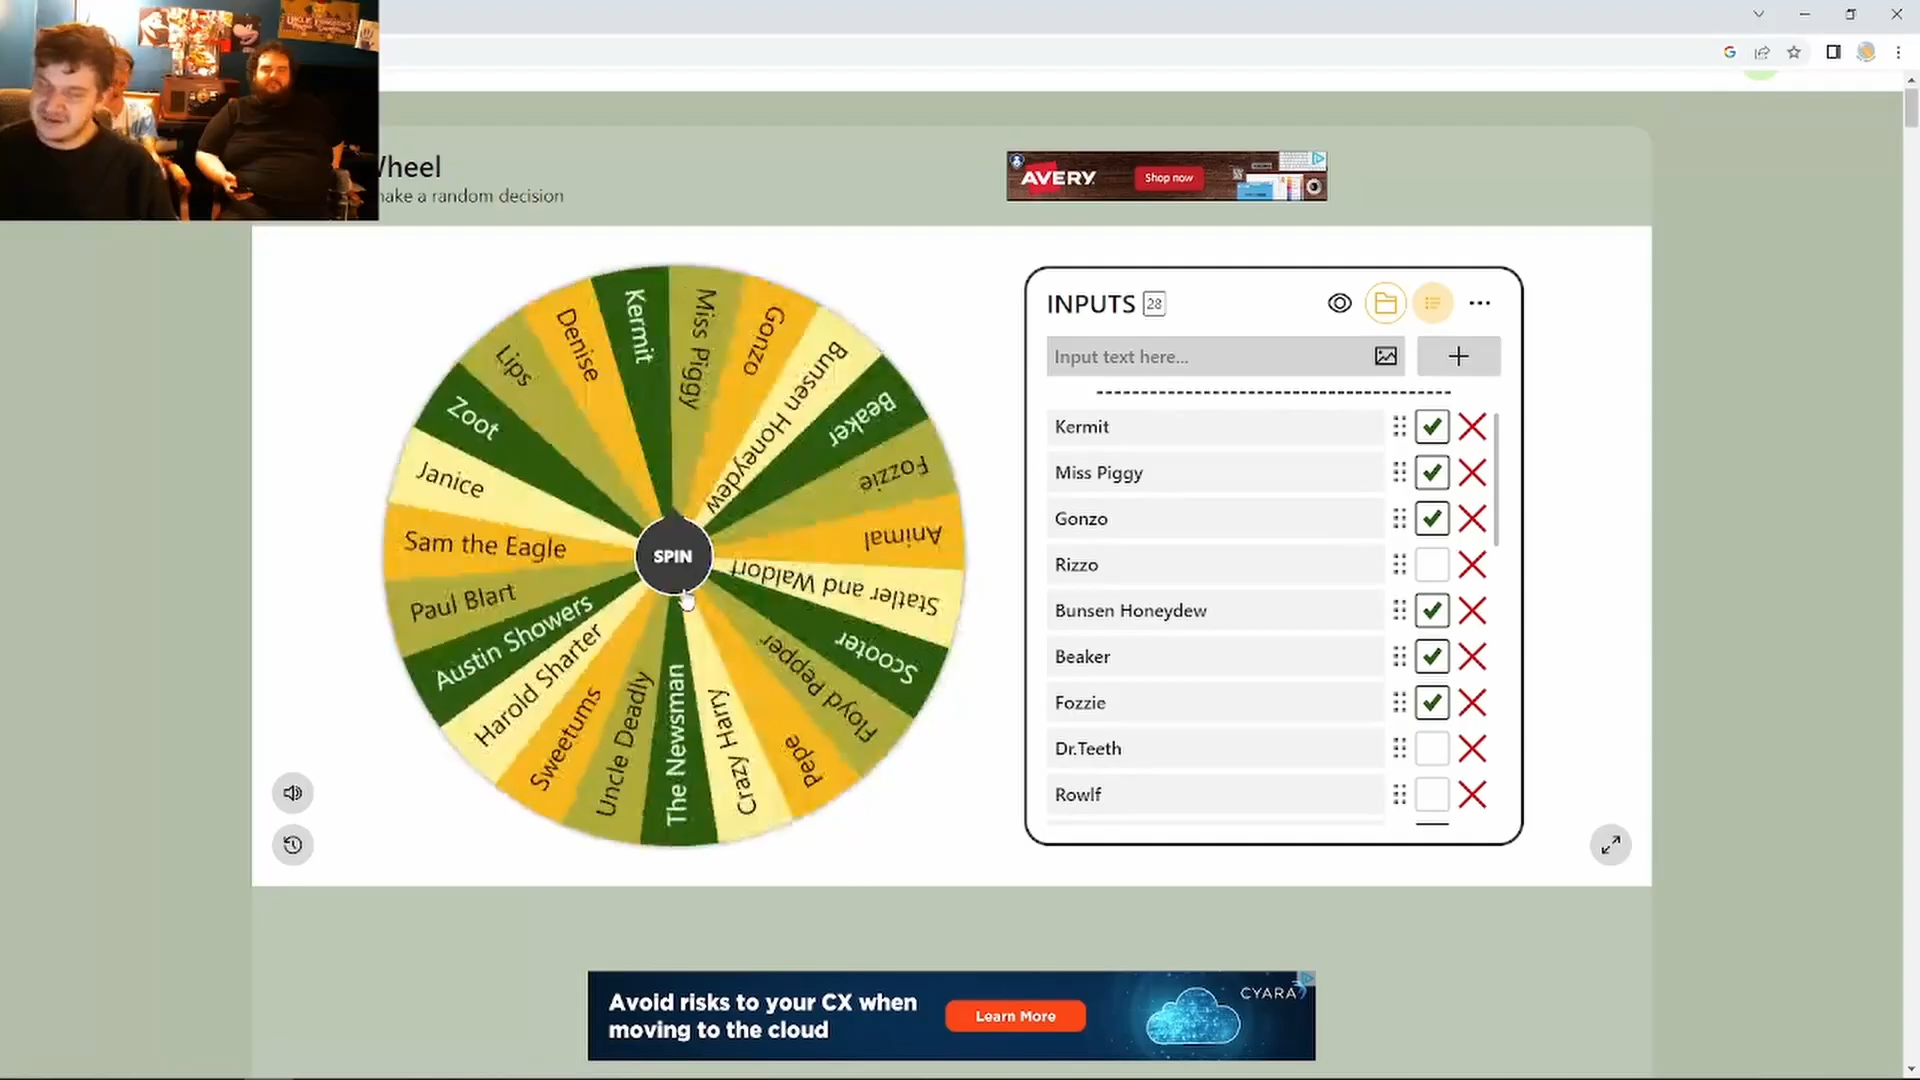 Wheel
make a random decision
AVERY
Shop now
Kermit
Miss Piggy
Gonzo
Bunsen Honeydew
Beaker
Fozzie
Animal
Statler and Waldorf
Scooter
Floyd Pepper
Pepe
Crazy Harry
The Newsman
Uncle Deadly
Sweetums
Harold Sharter
Austin Showers
Paul Blart
Sam the Eagle
Janice
Zoot
Lips
Denise
SPIN
INPUTS 28
Input text here...
Kermit
Miss Piggy
Gonzo
Rizzo
Bunsen Honeydew
Beaker
Fozzie
Dr.Teeth
Rowlf
Avoid risks to your CX when
moving to the cloud
Learn More
CYARA